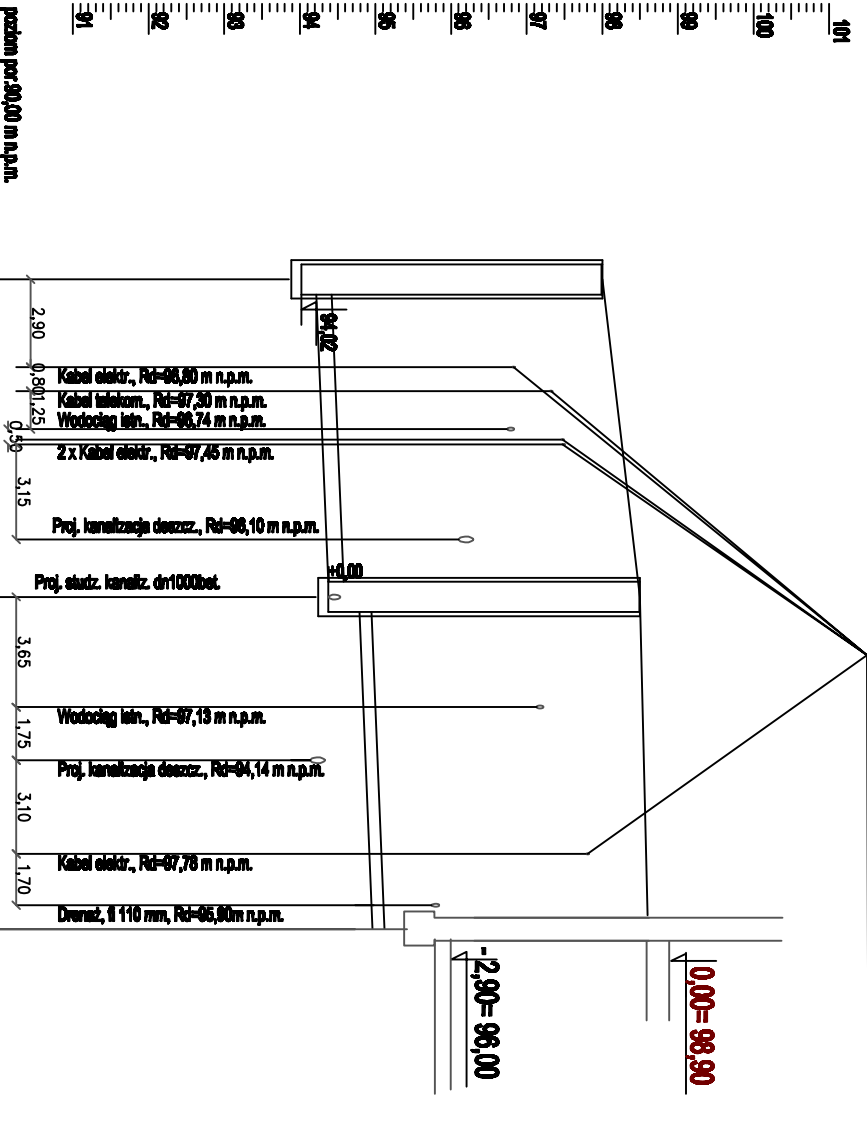 91
92
93
94
95
96
97
98
99
100
101
poziom por.90,00 m n.p.m.
94,02
2,90
Kabel elektr., Rd=96,80 m n.p.m.
0,80
Kabel telekom., Rd=97,30 m n.p.m.
1,25
Wodociąg istn., Rd=96,74 m n.p.m.
0,50
2 x Kabel elektr., Rd=97,45 m n.p.m.
3,15
Proj. kanalizacja deszcz., Rd=96,10 m n.p.m.
+0,00
Proj. studz. kanaliz. dn1000bet.
3,65
Wodociąg istn., Rd=97,13 m n.p.m.
1,75
Proj. kanalizacja deszcz., Rd=94,14 m n.p.m.
3,10
Kabel elektr., Rd=97,78 m n.p.m.
1,70
Drenaż, fi 110 mm, Rd=95,80m n.p.m.
- 2,90= 96,00
0,00= 98,90